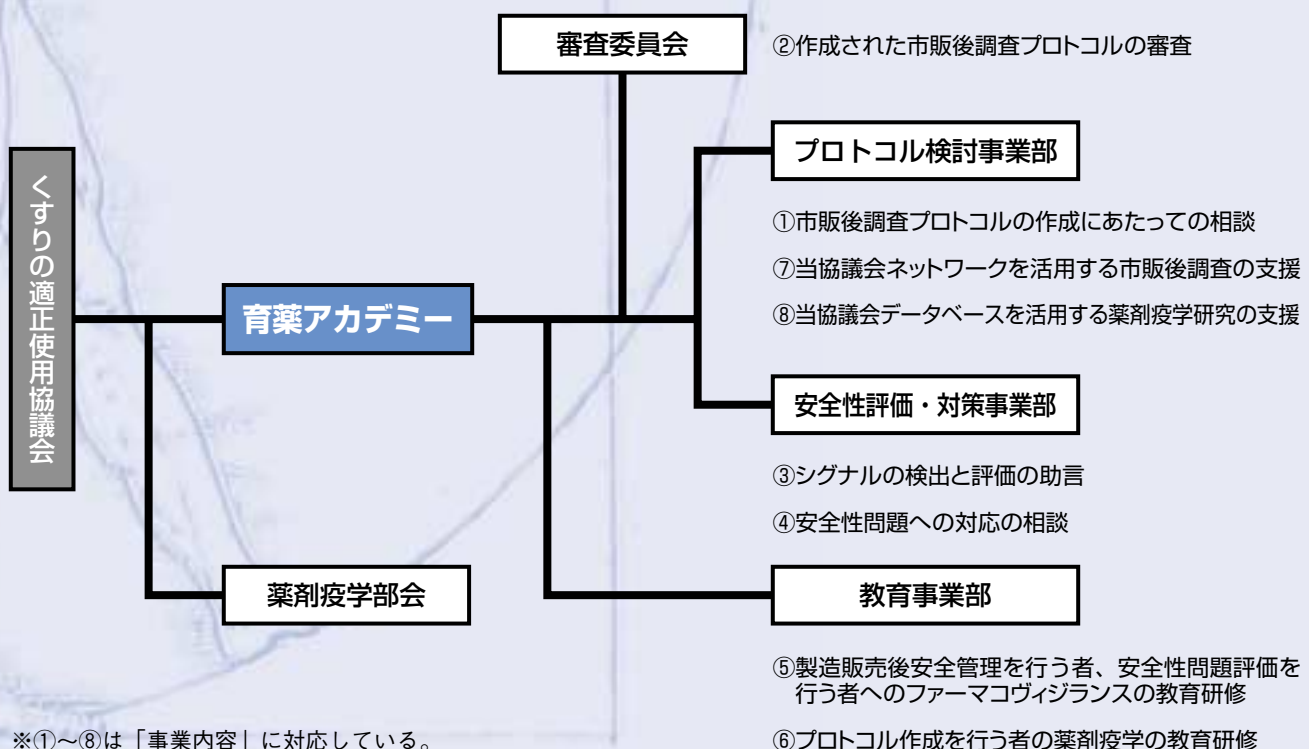 審査委員会
②作成された市販後調査プロトコルの審査
プロトコル検討事業部
①市販後調査プロトコルの作成にあたっての相談
⑦当協議会ネットワークを活用する市販後調査の支援
⑧当協議会データベースを活用する薬剤疫学研究の支援
くすりの適正使用協議会
育薬アカデミー
安全性評価・対策事業部
③シグナルの検出と評価の助言
④安全性問題への対応の相談
薬剤疫学部会
教育事業部
⑤製造販売後安全管理を行う者、安全性問題評価を
行う者へのファーマコヴィジランスの教育研修
⑥プロトコル作成を行う者の薬剤疫学の教育研修
※①～⑧は「事業内容」に対応している。